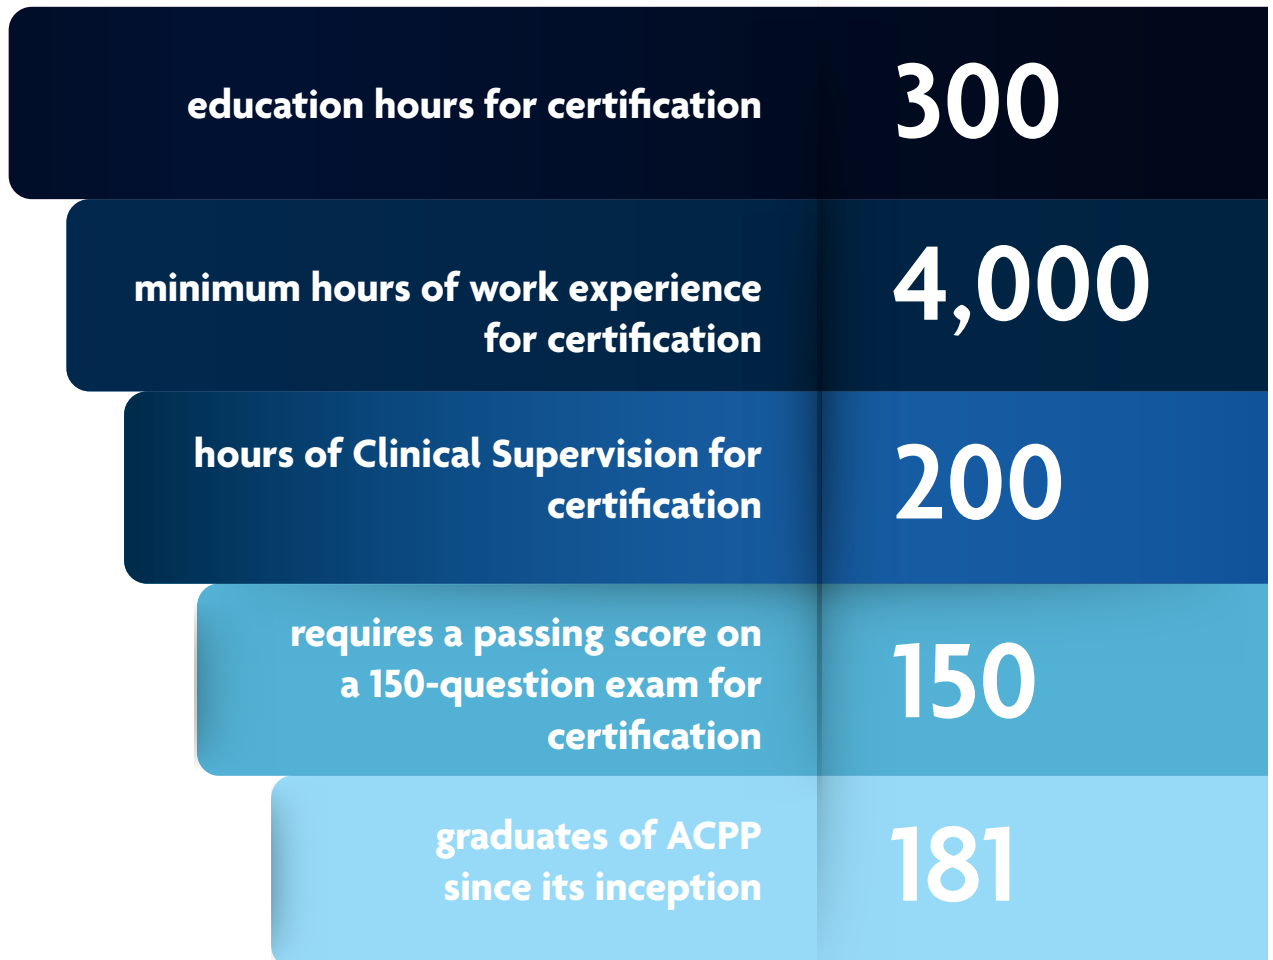 education hours for certification
300
minimum hours of work experience
for certification
4,000
hours of Clinical Supervision for
certification
200
requires a passing score on
a 150-question exam for
certification
150
graduates of ACPP
since its inception
181